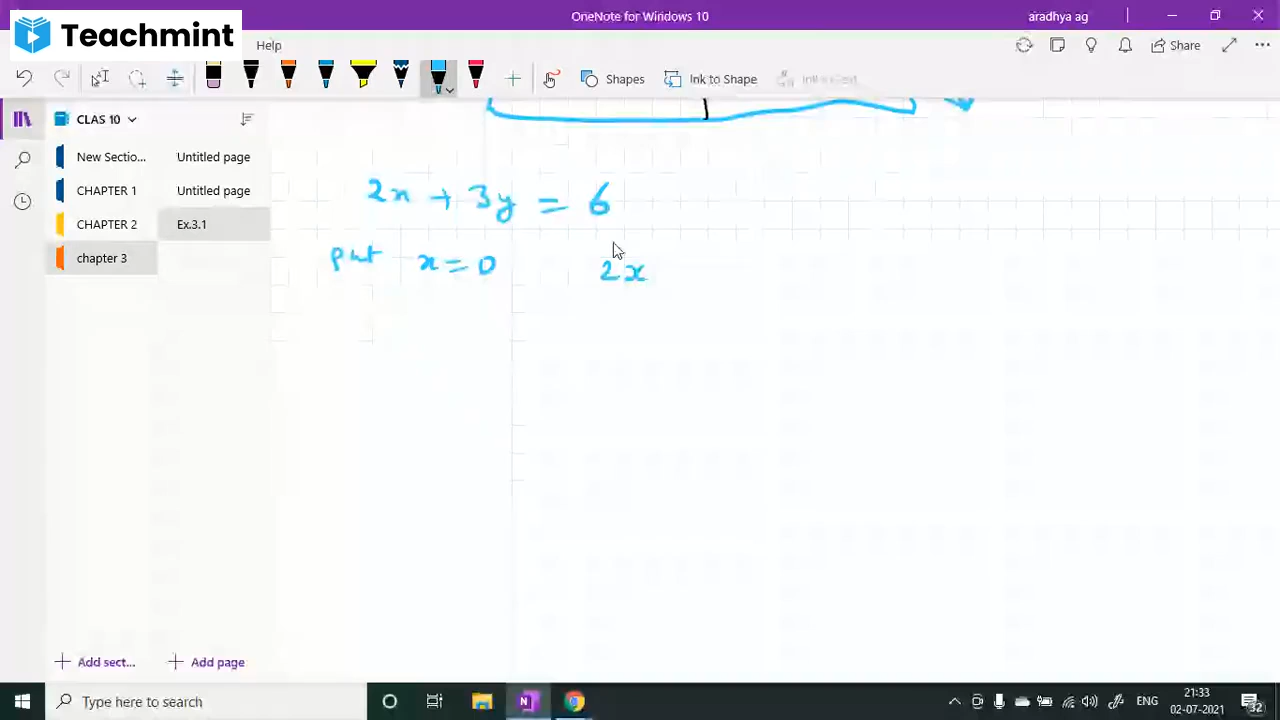 OneNote for Windows 10
aradhya ag
Teachmint
Help
Share
Shapes
Ink to Shape
CLAS 10
New Sectio...
Untitled page
CHAPTER 1
Untitled page
CHAPTER 2
Ex.3.1
chapter 3
2x + 3y = 6
put x = 0 2x
Add sect...
Add page
Type here to search
ENG
21:33
02-07-2021
32